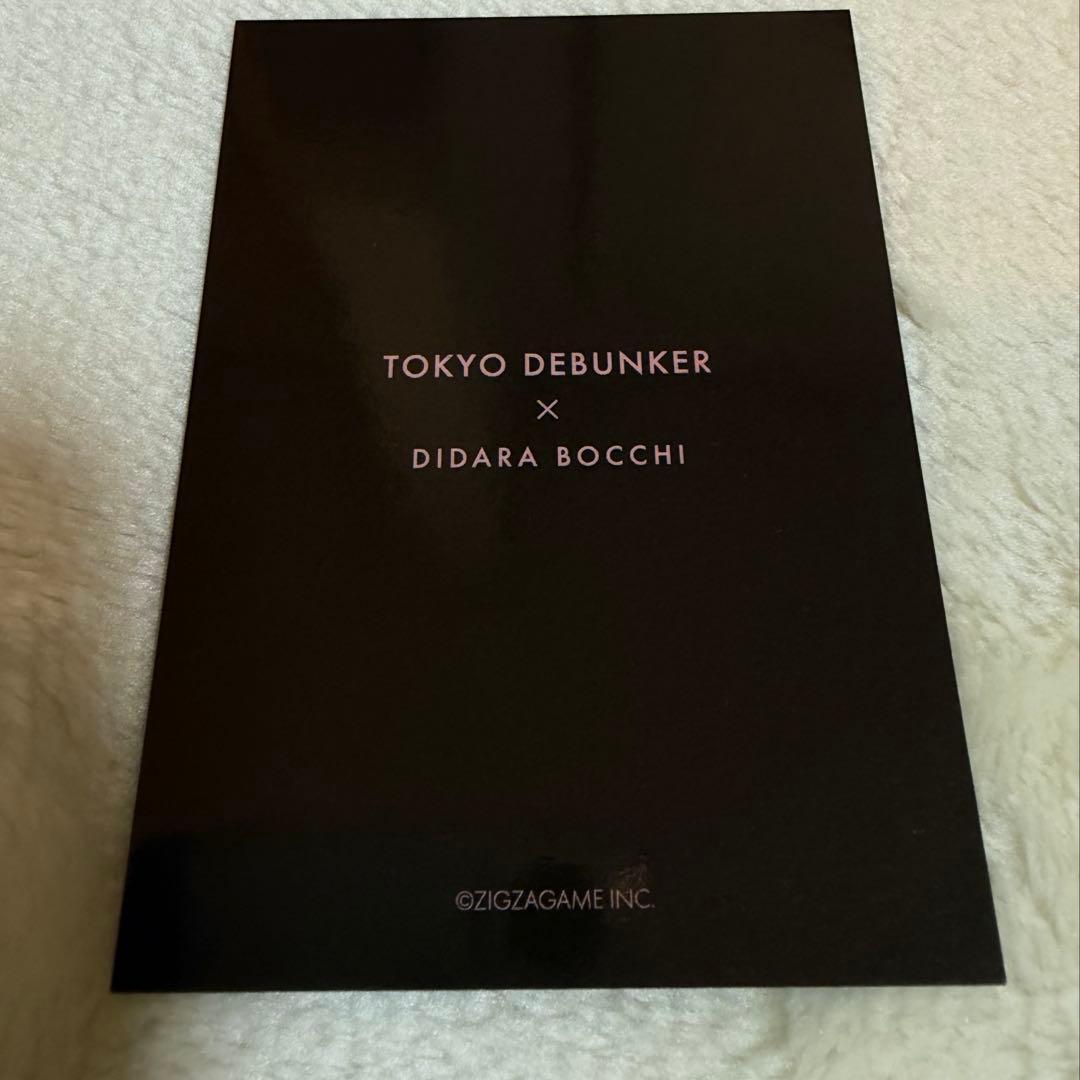 TOKYO DEBUNKER
×
DIDARA BOCCHI
©ZIGZAGAME INC.